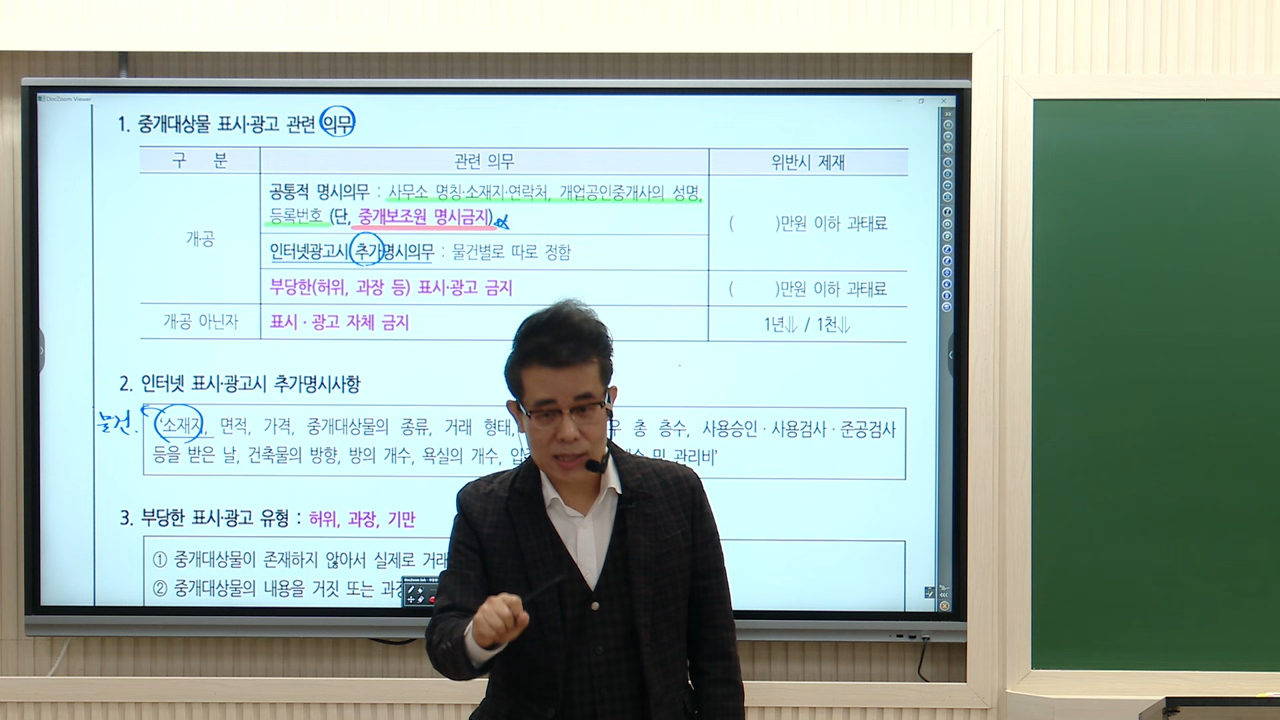 DocZoom Viewer
1. 중개대상물 표시·광고 관련 의무
구 분 관련 의무 위반시 제재
공통적 명시의무 : 사무소 명칭·소재지·연락처, 개업공인중개사의 성명,
등록번호 (단, 중개보조원 명시금지)
개·공 ( )만원 이하 과태료
인터넷광고시 추가명시의무 : 물건별로 따로 정함
부당한(허위, 과장 등) 표시·광고 금지 ( )만원 이하 과태료
개·공 아닌자 표시·광고 자체 금지 1년⇓ / 1천⇓
2. 인터넷 표시·광고시 추가명시사항
물건. '소재지, 면적, 가격, 중개대상물의 종류, 거래 형태, 총 층수, 사용승인·사용검사·준공검사
등을 받은 날, 건축물의 방향, 방의 개수, 욕실의 개수, 및 관리비'
3. 부당한 표시·광고 유형 : 허위, 과장, 기만
① 중개대상물이 존재하지 않아서 실제로
② 중개대상물의 내용을 거짓 또는